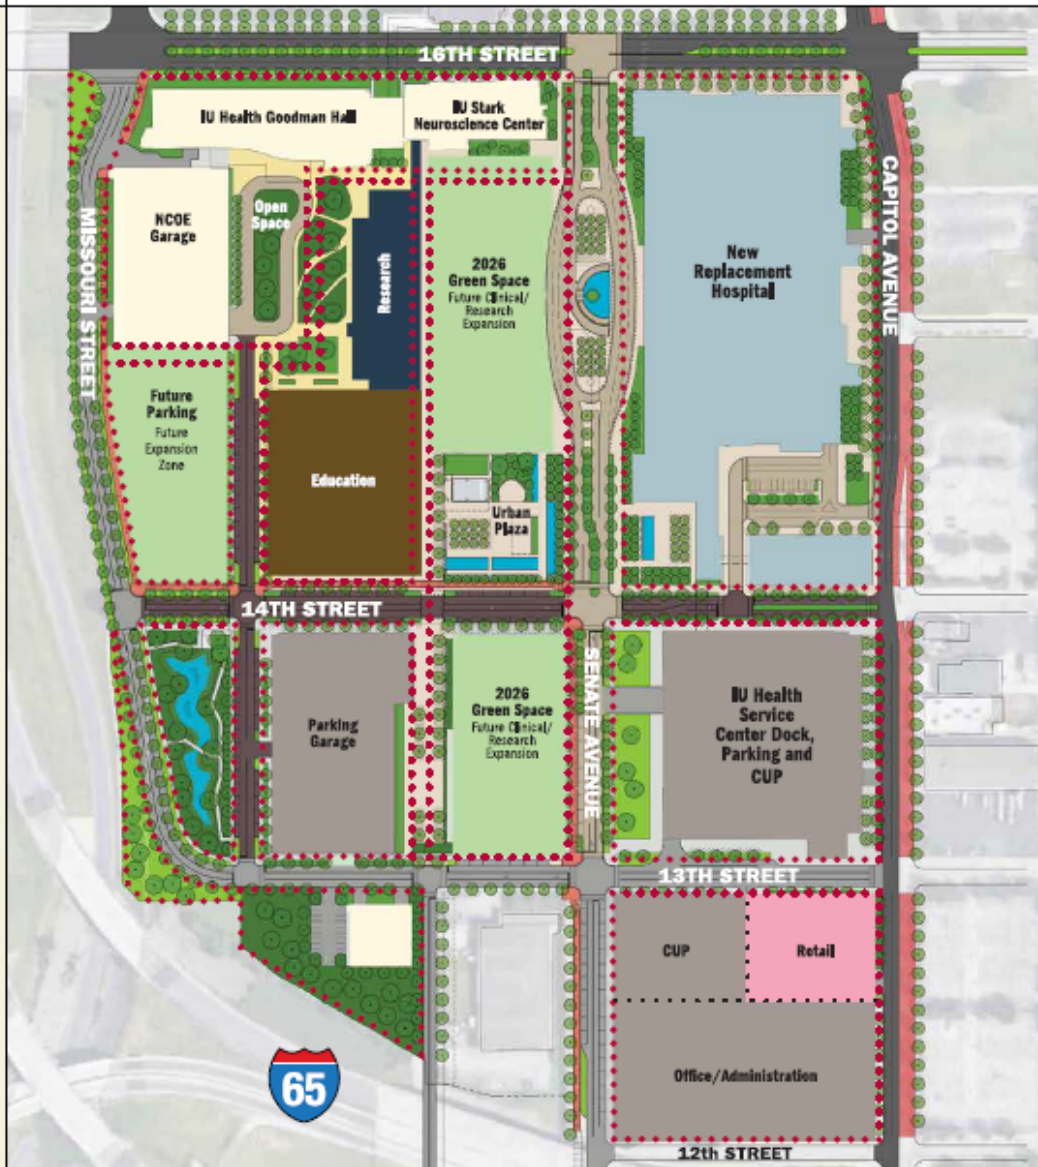 16TH STREET
IU Health Goodman Hall
IU Stark
Neuroscience Center
CAPITOL AVENUE
MISSOURI STREET
NCOE
Garage
Open
Space
Research
2026
Green Space
Future Clinical/
Research
Expansion
New
Replacement
Hospital
Future
Parking
Future
Expansion
Zone
Education
Urban
Plaza
14TH STREET
SENATE AVENUE
Parking
Garage
2026
Green Space
Future Clinical/
Research
Expansion
IU Health
Service
Center Dock,
Parking and
CUP
13TH STREET
CUP
Retail
65
Office/Administration
12th STREET